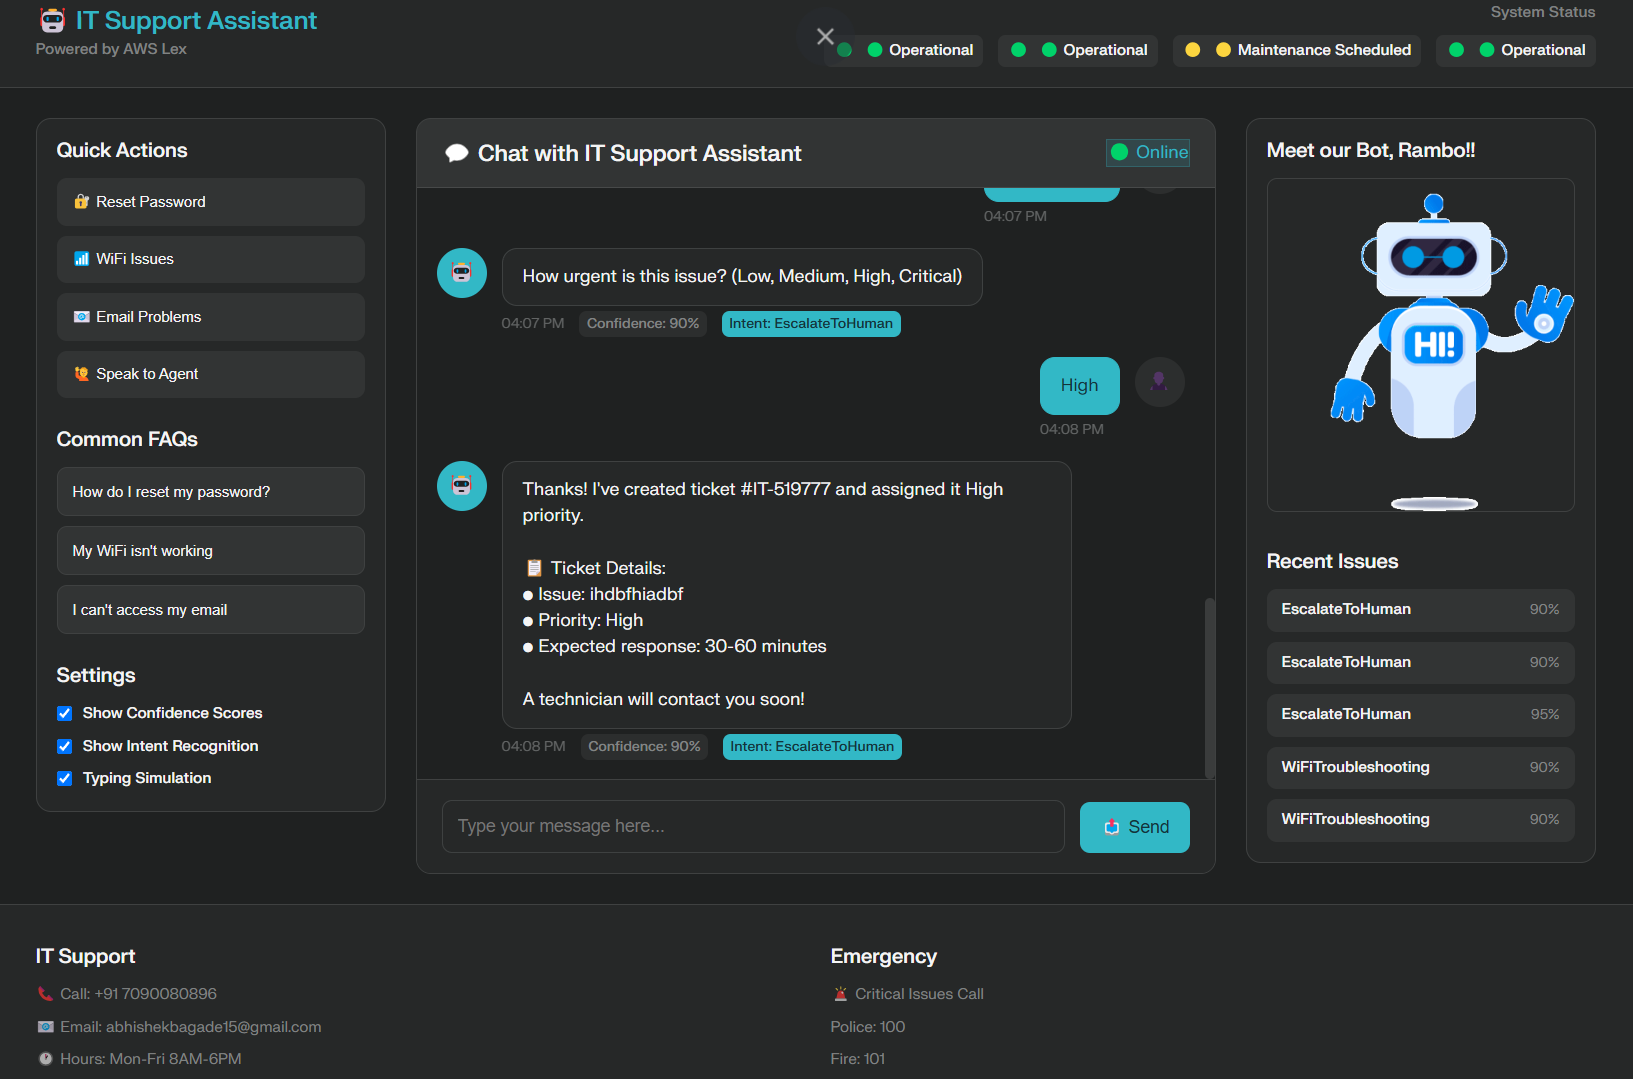 IT Support Assistant
Powered by AWS Lex
System Status
Operational
Operational
Maintenance Scheduled
Operational
Quick Actions
Reset Password
WiFi Issues
Email Problems
Speak to Agent
Common FAQs
How do I reset my password?
My WiFi isn't working
I can't access my email
Settings
Show Confidence Scores
Show Intent Recognition
Typing Simulation
Chat with IT Support Assistant
Online
04:07 PM
How urgent is this issue? (Low, Medium, High, Critical)
04:07 PM Confidence: 90% Intent: EscalateToHuman
High
04:08 PM
Thanks! I've created ticket #IT-519777 and assigned it High
priority.
Ticket Details:
● Issue: ihdbfhiadbf
● Priority: High
● Expected response: 30-60 minutes
A technician will contact you soon!
04:08 PM Confidence: 90% Intent: EscalateToHuman
Type your message here...
Send
Meet our Bot, Rambo!!
HI!
Recent Issues
EscalateToHuman 90%
EscalateToHuman 90%
EscalateToHuman 95%
WiFiTroubleshooting 90%
WiFiTroubleshooting 90%
IT Support
Call: +91 7090080896
Email: abhishekbagade15@gmail.com
Hours: Mon-Fri 8AM-6PM
Emergency
Critical Issues Call
Police: 100
Fire: 101